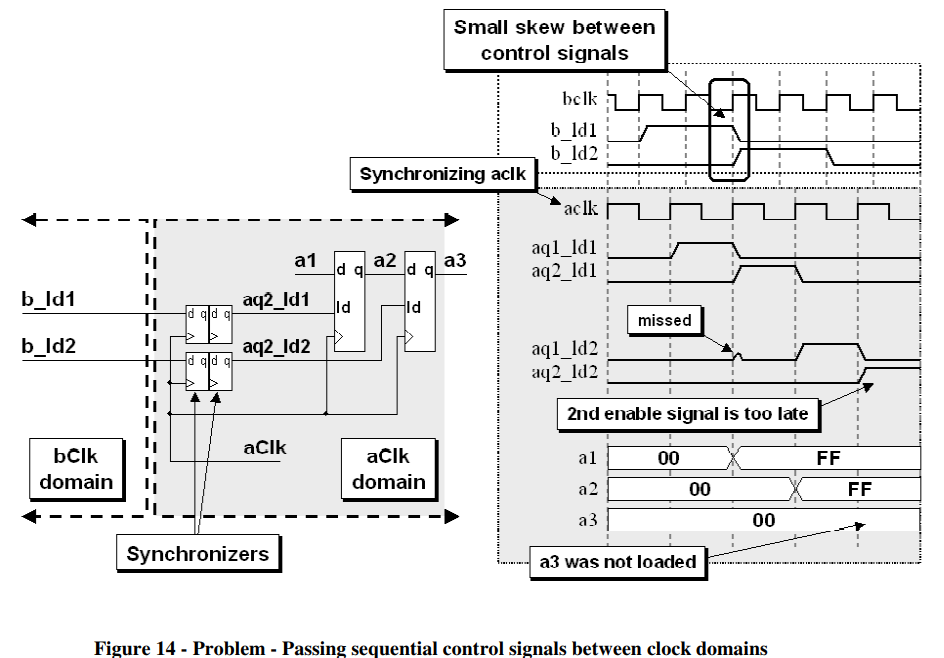 Small skew between
control signals
bclk
b_ld1
b_ld2
Synchronizing aclk
aclk
aq1_ld1
aq2_ld1
missed
aq1_ld2
aq2_ld2
2nd enable signal is too late
a1 00 FF
a2 00 FF
a3 00
a3 was not loaded
a1 a2 a3
d q d q
ld ld
b_ld1 aq2_ld1
d q d q
b_ld2 aq2_ld2
d q d q
aClk
bClk
domain
aClk
domain
Synchronizers
Figure 14 - Problem - Passing sequential control signals between clock domains